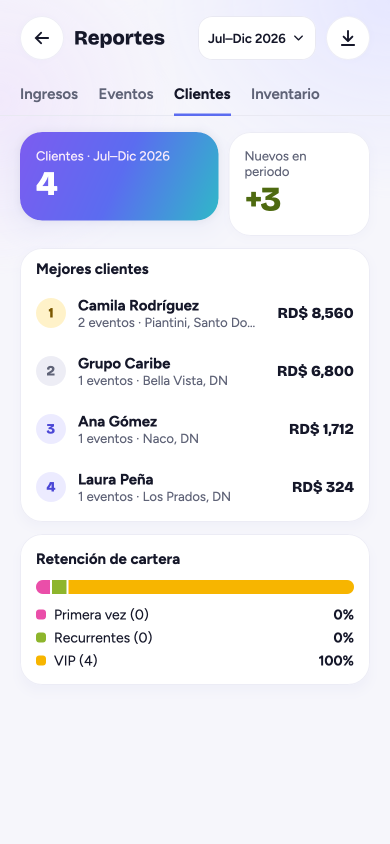 Reportes
Jul–Dic 2026
Ingresos Eventos Clientes Inventario
Clientes · Jul–Dic 2026
4
Nuevos en
periodo
+3
Mejores clientes
1 Camila Rodríguez RD$ 8,560
2 eventos · Piantini, Santo Do...
2 Grupo Caribe RD$ 6,800
1 eventos · Bella Vista, DN
3 Ana Gómez RD$ 1,712
1 eventos · Naco, DN
4 Laura Peña RD$ 324
1 eventos · Los Prados, DN
Retención de cartera
Primera vez (0) 0%
Recurrentes (0) 0%
VIP (4) 100%